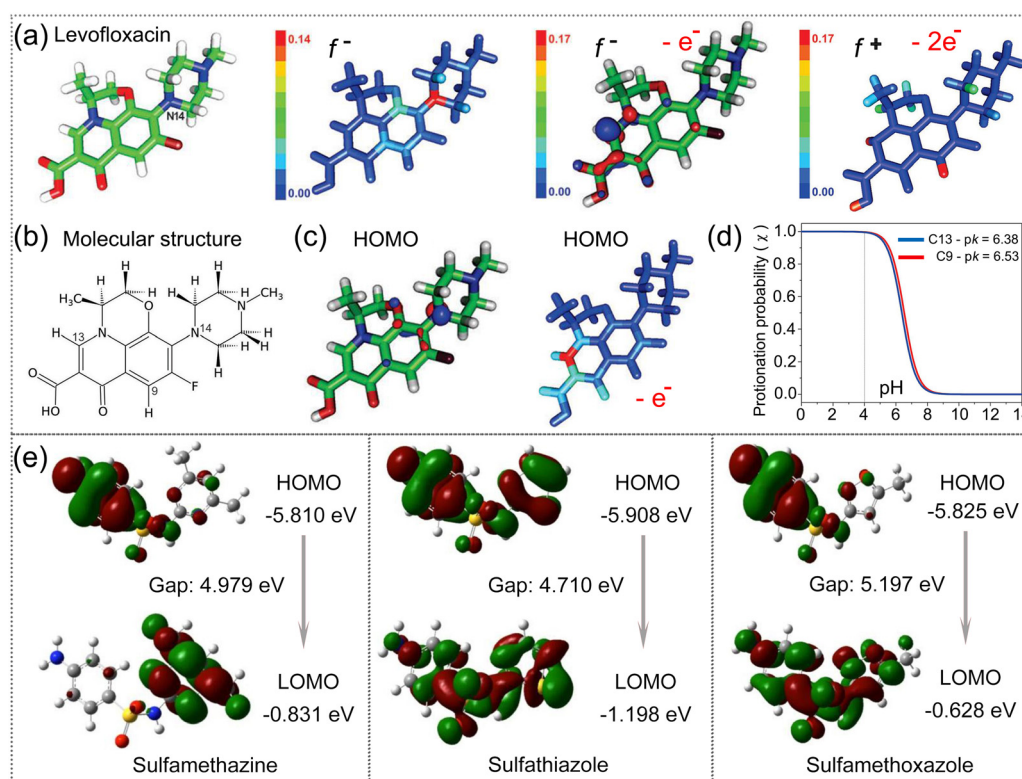 (a) Levofloxacin
N14
0.14
0.00
f -
0.17
0.00
f - - e-
0.17
0.00
f + - 2e-
(b) Molecular structure
H H
H3C H H H CH3
O N
13 N 14 N H
H H
O H H
9 F
HO O H
(c) HOMO
HOMO
- e-
(d)
Protionation probability ( χ )
1.0
0.8
0.6
0.4
0.2
0.0
C13 - pk = 6.38
C9 - pk = 6.53
pH
0 2 4 6 8 10 12 14
(e)
HOMO
-5.810 eV
Gap: 4.979 eV
LOMO
-0.831 eV
Sulfamethazine
HOMO
-5.908 eV
Gap: 4.710 eV
LOMO
-1.198 eV
Sulfathiazole
HOMO
-5.825 eV
Gap: 5.197 eV
LOMO
-0.628 eV
Sulfamethoxazole